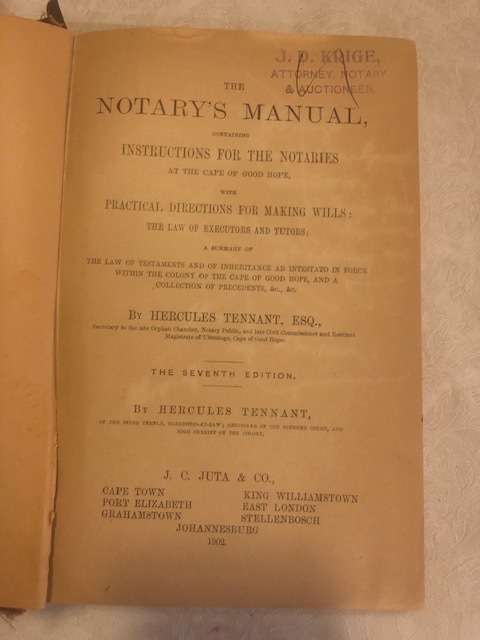 J. D. KRIGE,
ATTORNEY, NOTARY
& AUCTIONEER.
THE
NOTARY'S MANUAL,
CONTAINING
INSTRUCTIONS FOR THE NOTARIES
AT THE CAPE OF GOOD HOPE,
WITH
PRACTICAL DIRECTIONS FOR MAKING WILLS;
THE LAW OF EXECUTORS AND TUTORS;
A SUMMARY OF
THE LAW OF TESTAMENTS AND OF INHERITANCE AB INTESTATO IN FORCE
WITHIN THE COLONY OF THE CAPE OF GOOD HOPE, AND A
COLLECTION OF PRECEDENTS, &c., &c.
BY HERCULES TENNANT, ESQ.,
Secretary to the late Orphan Chamber, Notary Public, and late Civil Commissioner and Resident
Magistrate of Uitenhage, Cape of Good Hope.
THE SEVENTH EDITION.
BY HERCULES TENNANT,
OF THE INNER TEMPLE, BARRISTER-AT-LAW; REGISTRAR OF THE SUPREME COURT, AND
HIGH SHERIFF OF THE COLONY.
J. C. JUTA & CO.,
CAPE TOWN KING WILLIAMSTOWN
PORT ELIZABETH EAST LONDON
GRAHAMSTOWN STELLENBOSCH
JOHANNESBURG
1902.